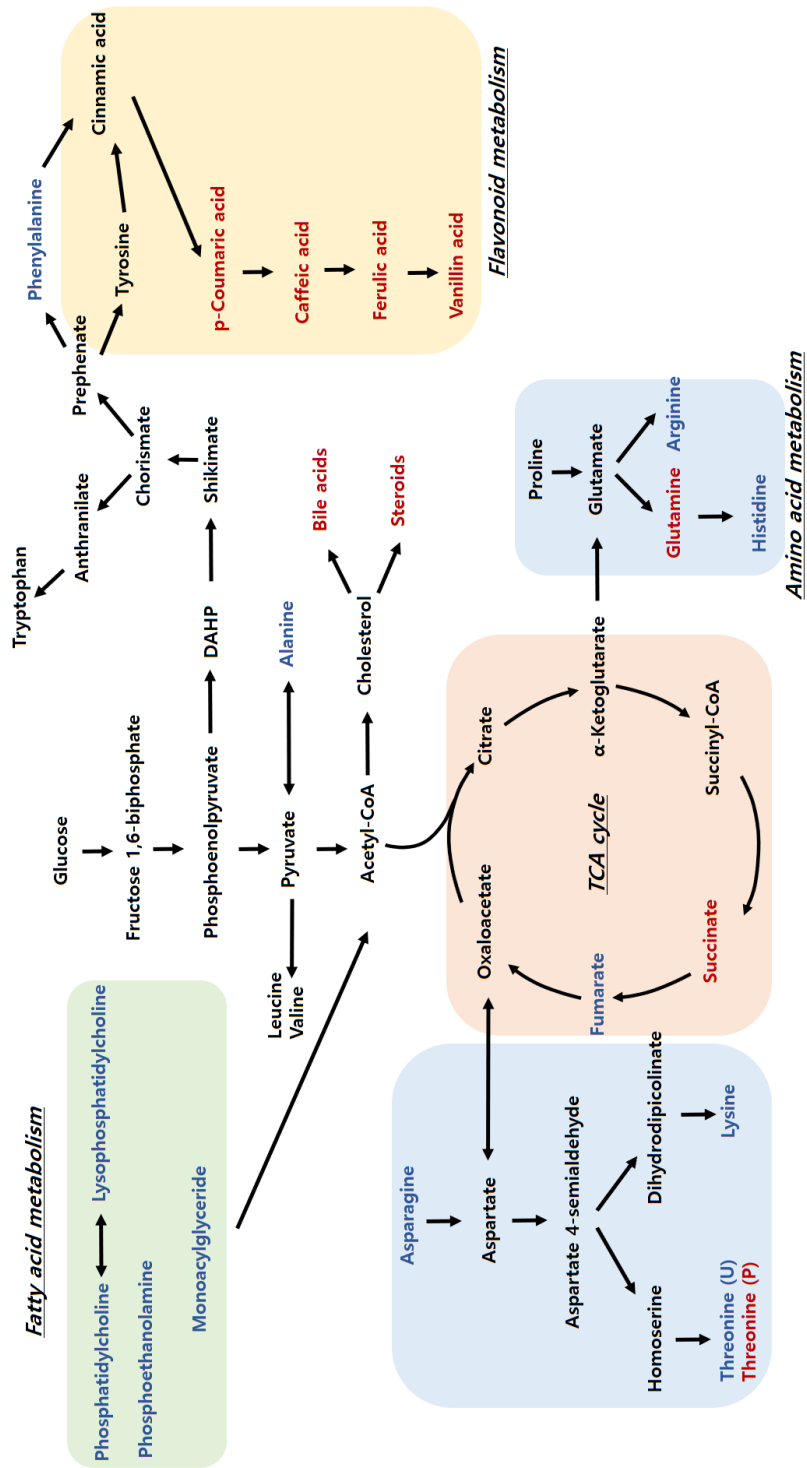 Fatty acid metabolism
Phosphatidylcholine
Lysophosphatidylcholine
Phosphoethanolamine
Monoacylglyceride
Glucose
Fructose 1,6-biphosphate
Phosphoenolpyruvate
DAHP
Shikimate
Chorismate
Anthranilate
Tryptophan
Prephenate
Phenylalanine
Tyrosine
Cinnamic acid
p-Coumaric acid
Caffeic acid
Ferulic acid
Vanillin acid
Flavonoid metabolism
Leucine
Valine
Pyruvate
Alanine
Acetyl-CoA
Cholesterol
Bile acids
Steroids
Oxaloacetate
Citrate
α-Ketoglutarate
Succinyl-CoA
Succinate
Fumarate
TCA cycle
Asparagine
Aspartate
Aspartate 4-semialdehyde
Homoserine
Dihydrodipicolinate
Threonine (U)
Threonine (P)
Lysine
Proline
Glutamate
Glutamine
Arginine
Histidine
Amino acid metabolism